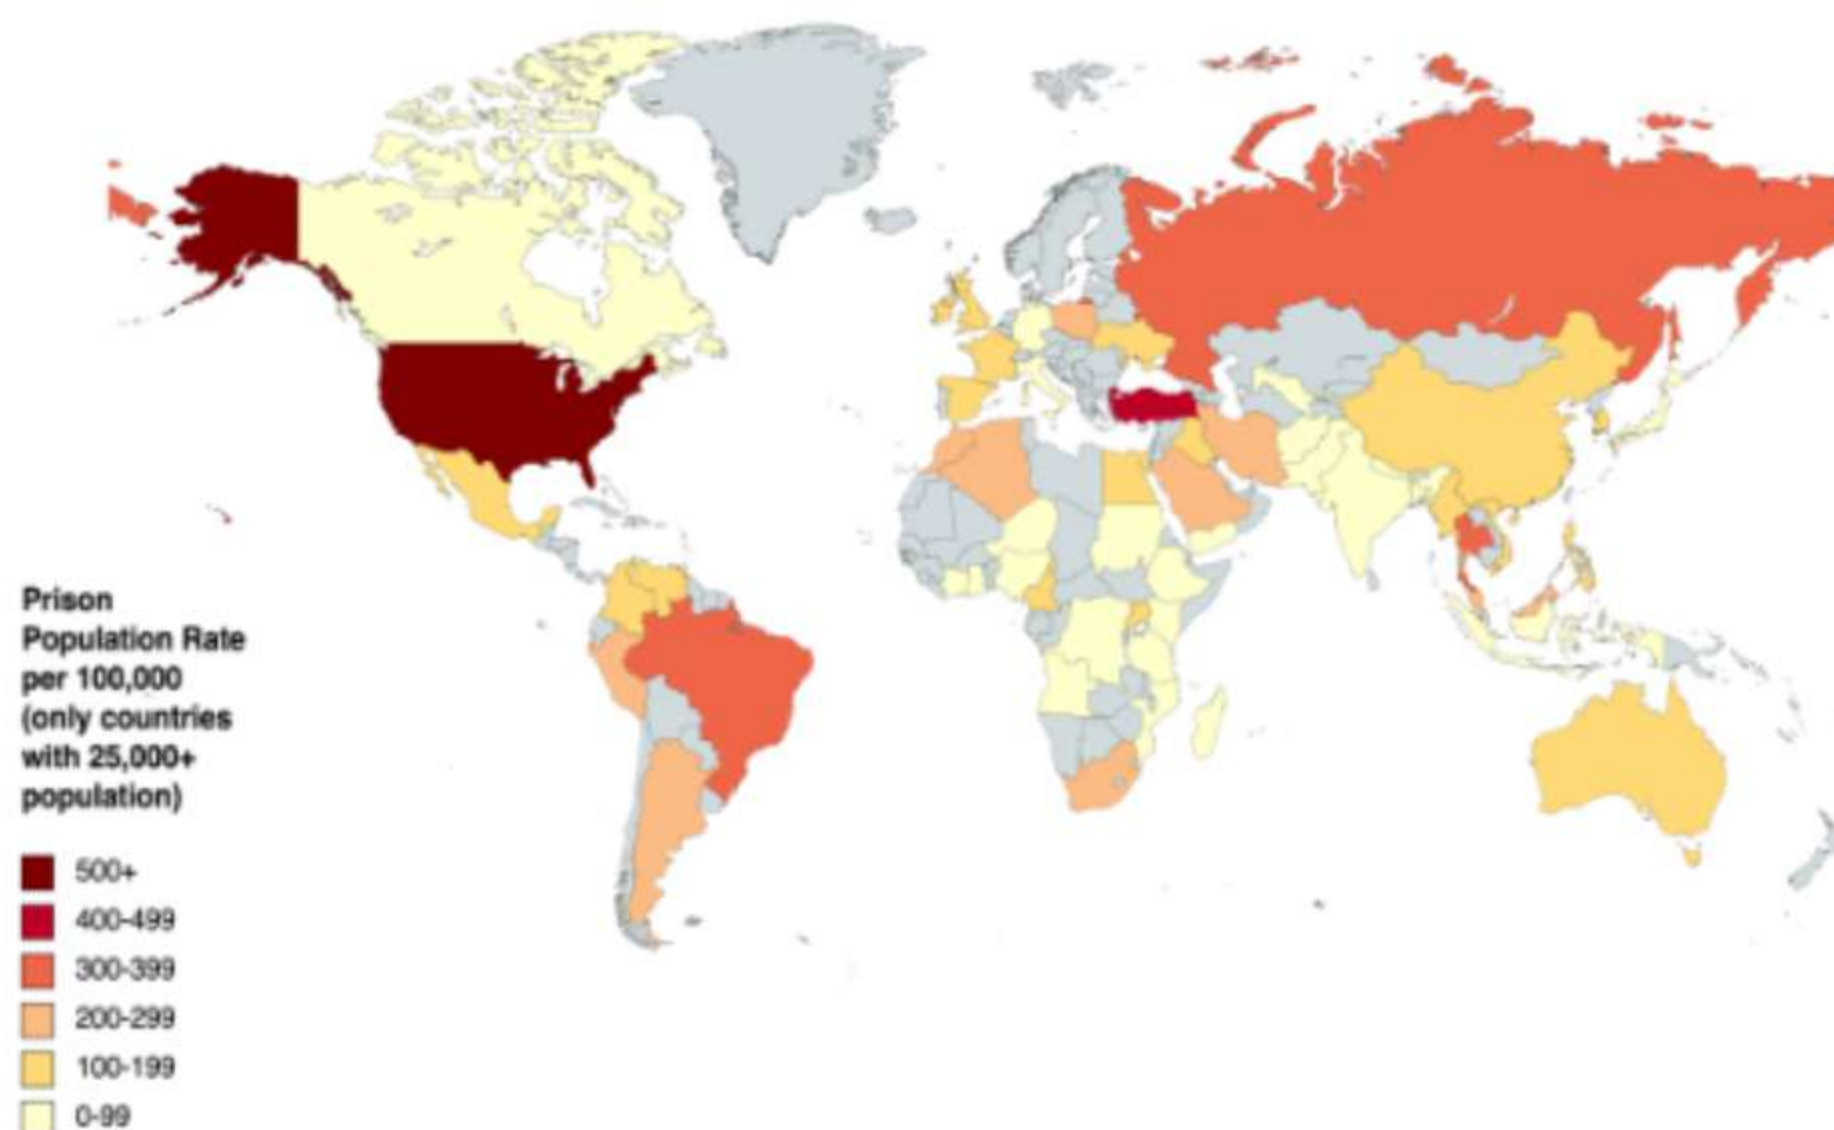 Prison
Population Rate
per 100,000
(only countries
with 25,000+
population)
500+
400-499
300-399
200-299
100-199
0-99